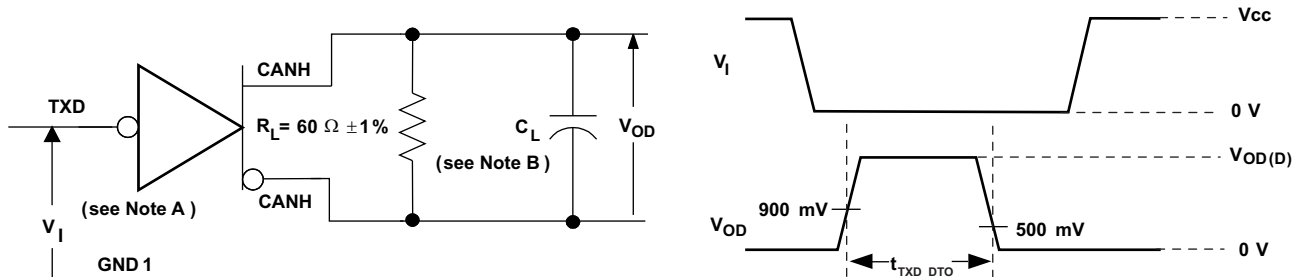 CANH
TXD
R_L = 60 Ω ±1%
C_L
V_OD
(see Note B)
CANH
(see Note A)
V_I
GND 1
Vcc
V_I
0 V
V_OD(D)
900 mV
500 mV
V_OD
0 V
t_TXD_DTO